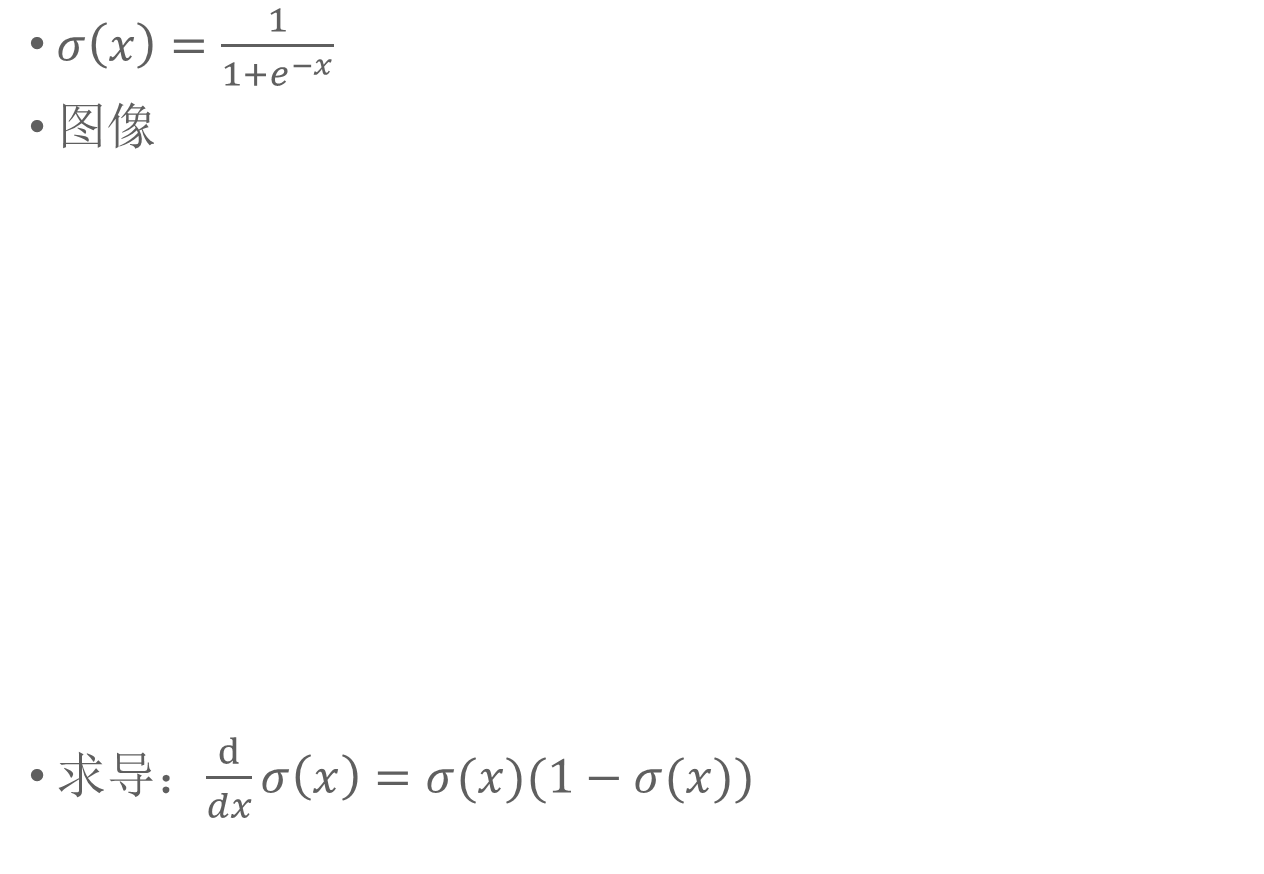 • σ(x) = 1/(1+e^{−x})
• 图像
• 求导：d/dx σ(x) = σ(x)(1 − σ(x))